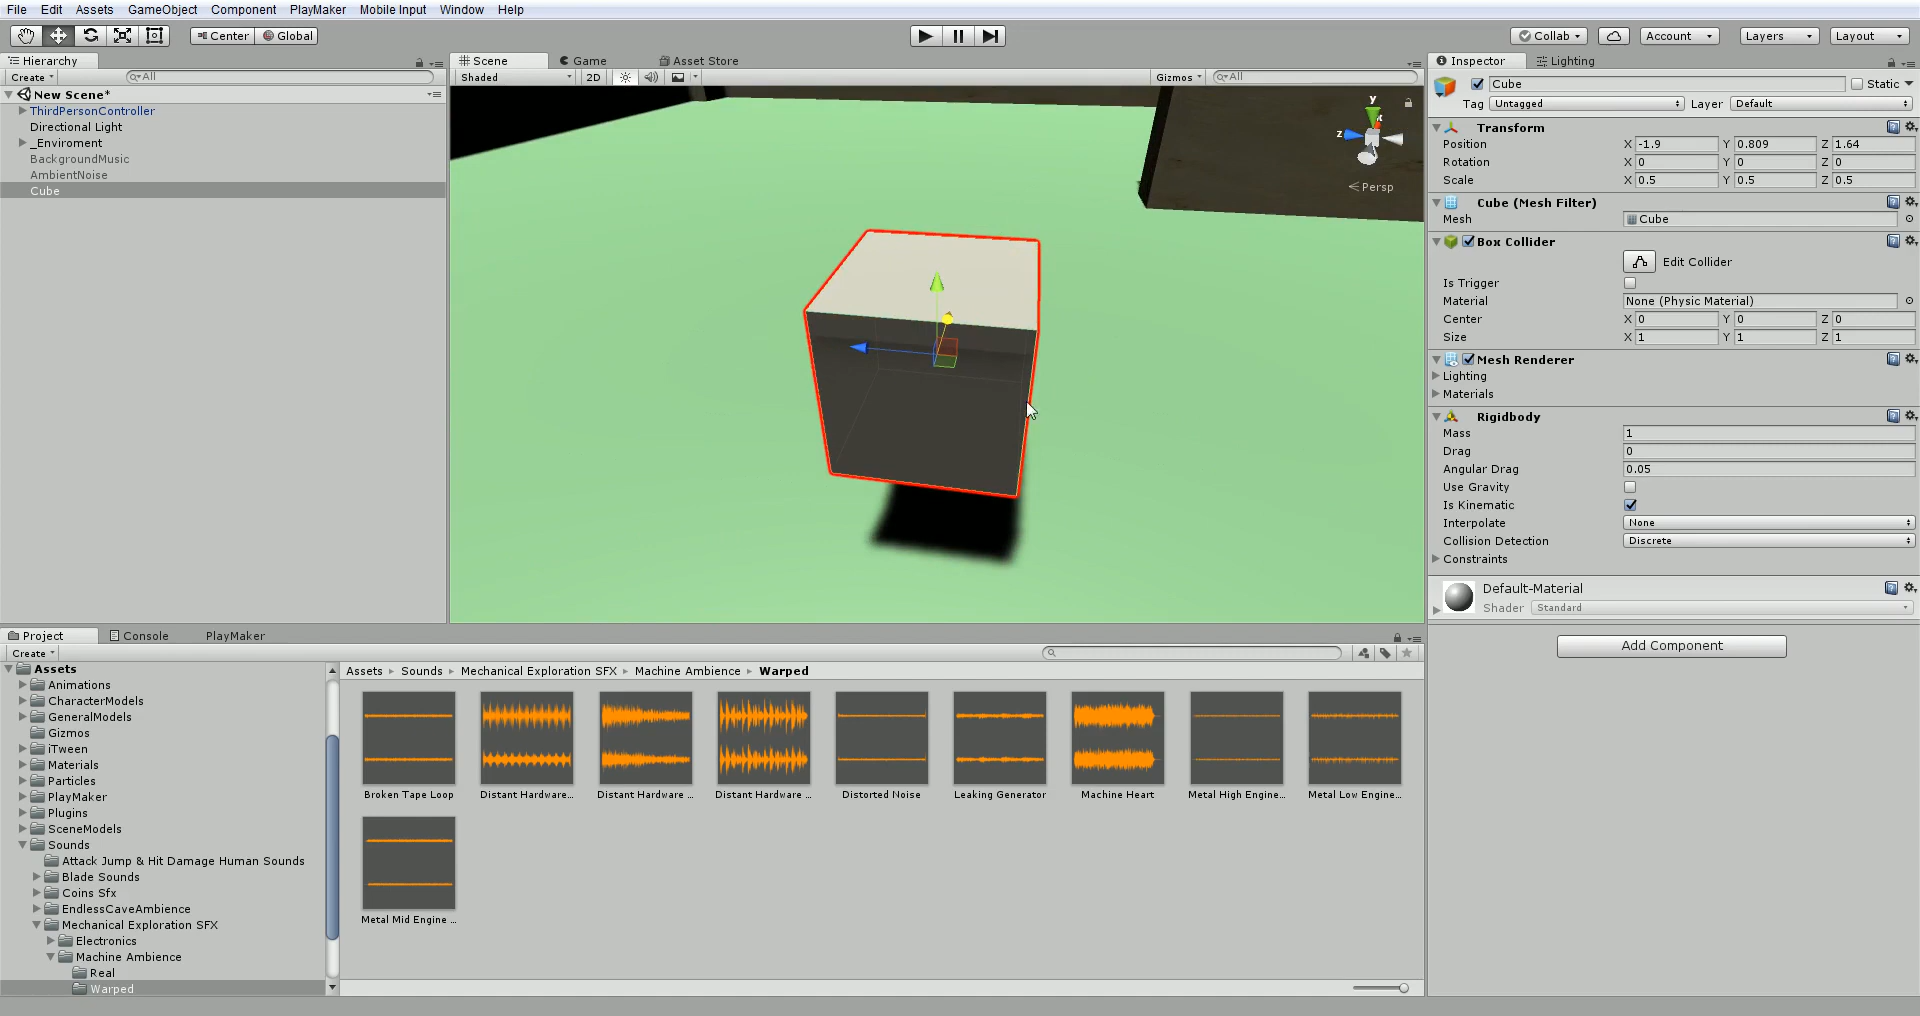 File Edit Assets GameObject Component PlayMaker Mobile Input Window Help
Center Global Collab Account Layers Layout
Hierarchy
Create All
New Scene*
ThirdPersonController
Directional Light
_Enviroment
BackgroundMusic
AmbientNoise
Cube
Scene Game Asset Store
Shaded 2D Gizmos All
y
x
z
Persp
Inspector Lighting
Cube Static
Tag Untagged Layer Default
Transform
Position X -1.9 Y 0.809 Z 1.64
Rotation X 0 Y 0 Z 0
Scale X 0.5 Y 0.5 Z 0.5
Cube (Mesh Filter)
Mesh Cube
Box Collider
Edit Collider
Is Trigger
Material None (Physic Material)
Center X 0 Y 0 Z 0
Size X 1 Y 1 Z 1
Mesh Renderer
Lighting
Materials
Rigidbody
Mass 1
Drag 0
Angular Drag 0.05
Use Gravity
Is Kinematic
Interpolate None
Collision Detection Discrete
Constraints
Default-Material
Shader Standard
Add Component
Project Console PlayMaker
Create
Assets
Animations
CharacterModels
GeneralModels
Gizmos
iTween
Materials
Particles
PlayMaker
Plugins
SceneModels
Sounds
Attack Jump & Hit Damage Human Sounds
Blade Sounds
Coins Sfx
EndlessCaveAmbience
Mechanical Exploration SFX
Electronics
Machine Ambience
Real
Warped
Assets Sounds Mechanical Exploration SFX Machine Ambience Warped
Broken Tape Loop Distant Hardware... Distant Hardware ... Distant Hardware ... Distorted Noise Leaking Generator Machine Heart Metal High Engine... Metal Low Engine...
Metal Mid Engine ...